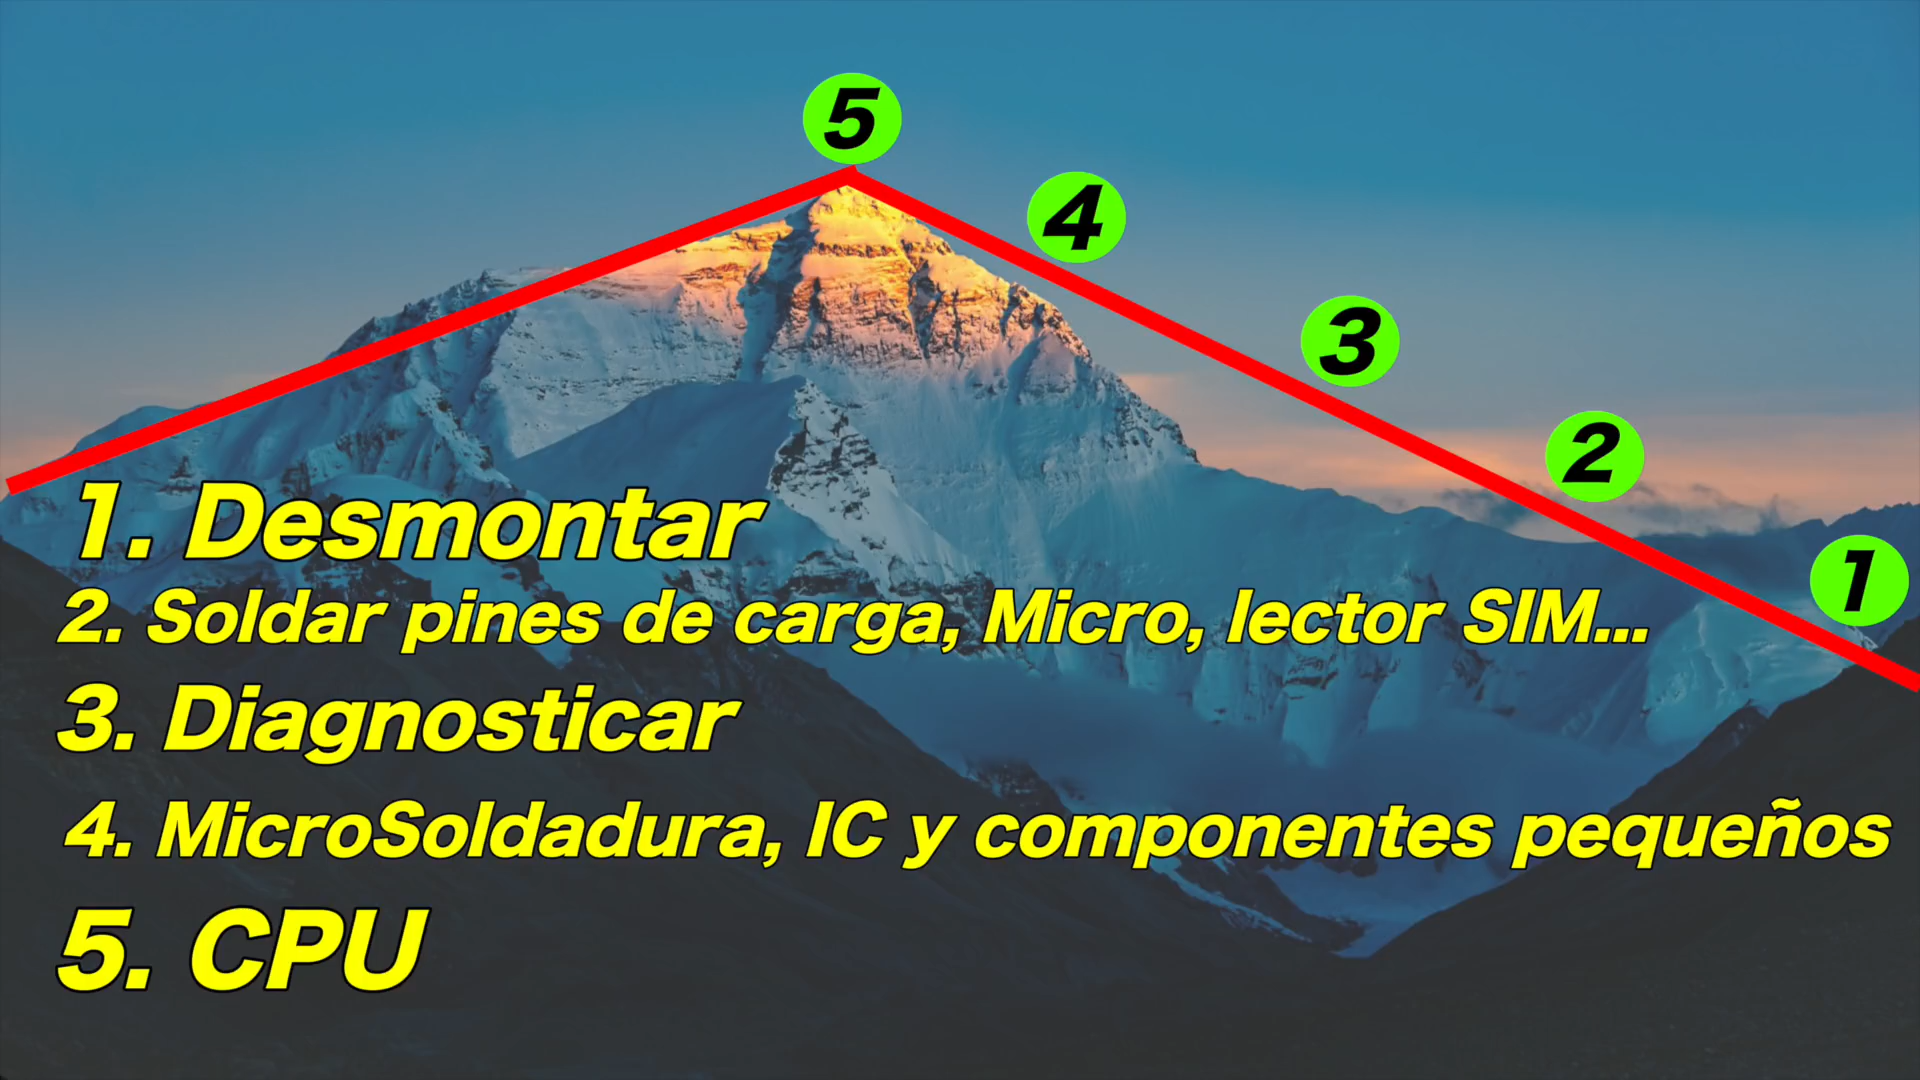 5
4
3
2
1
1. Desmontar
2. Soldar pines de carga, Micro, lector SIM...
3. Diagnosticar
4. MicroSoldadura, IC y componentes pequeños
5. CPU